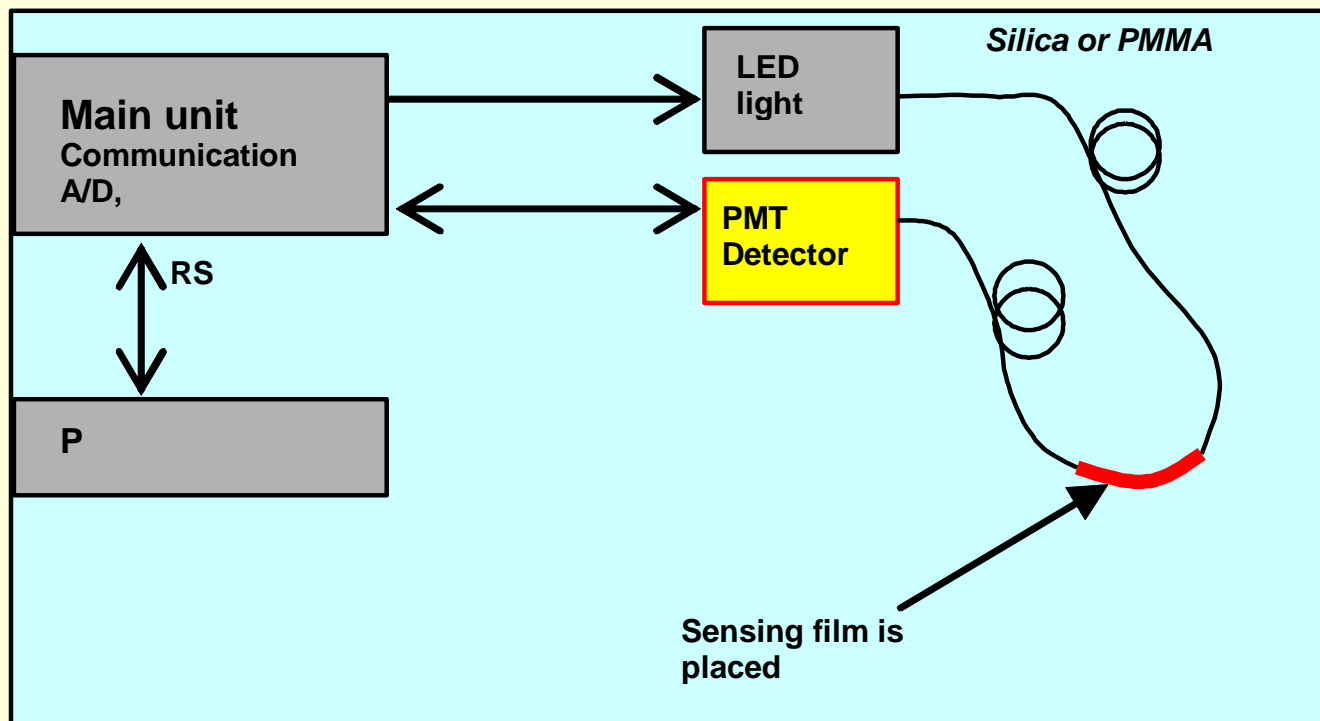 Silica or PMMA
LED
light
Main unit
Communication
A/D,
PMT
Detector
RS
P
Sensing film is
placed